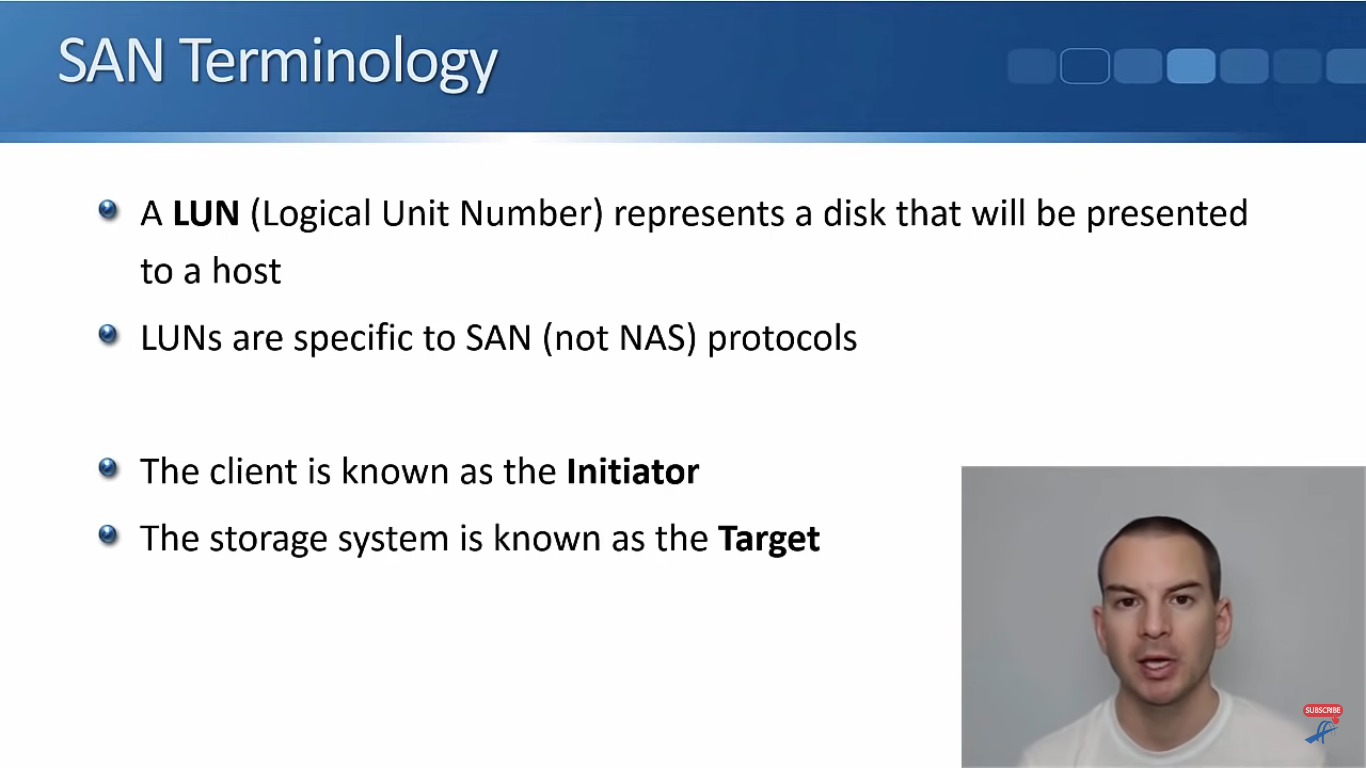 SAN Terminology
A LUN (Logical Unit Number) represents a disk that will be presented
to a host
LUNs are specific to SAN (not NAS) protocols
The client is known as the Initiator
The storage system is known as the Target
SUBSCRIBE